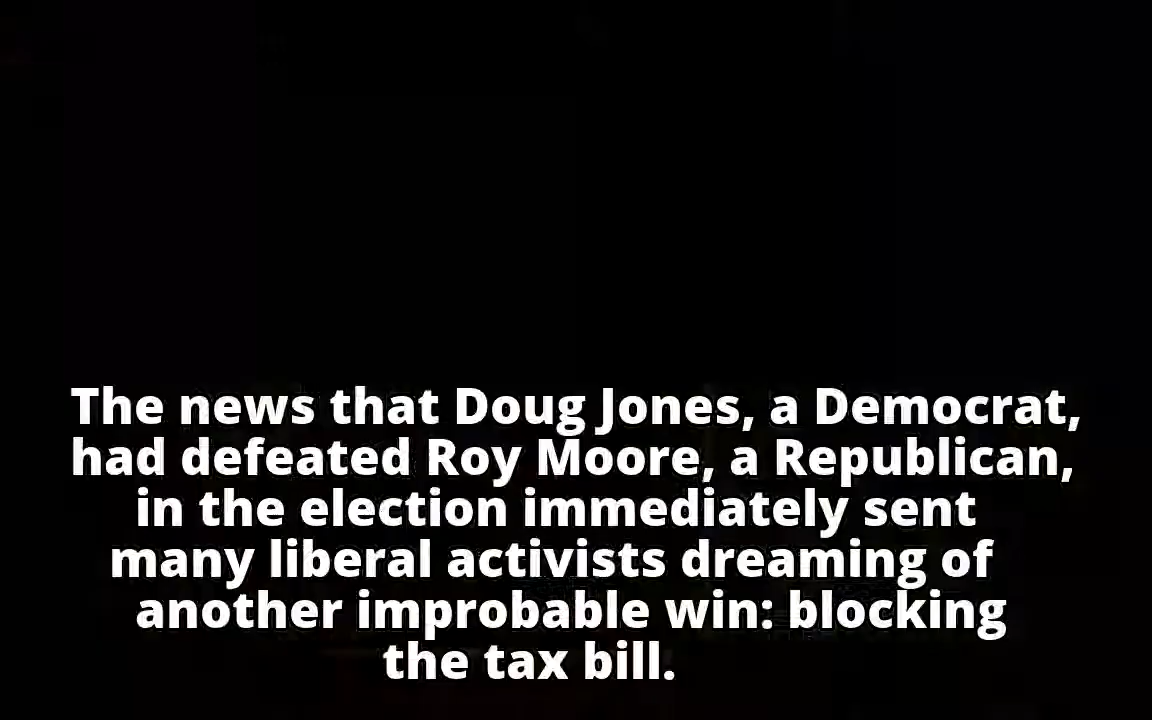 The news that Doug Jones, a Democrat,
had defeated Roy Moore, a Republican,
in the election immediately sent
many liberal activists dreaming of
another improbable win: blocking
the tax bill.